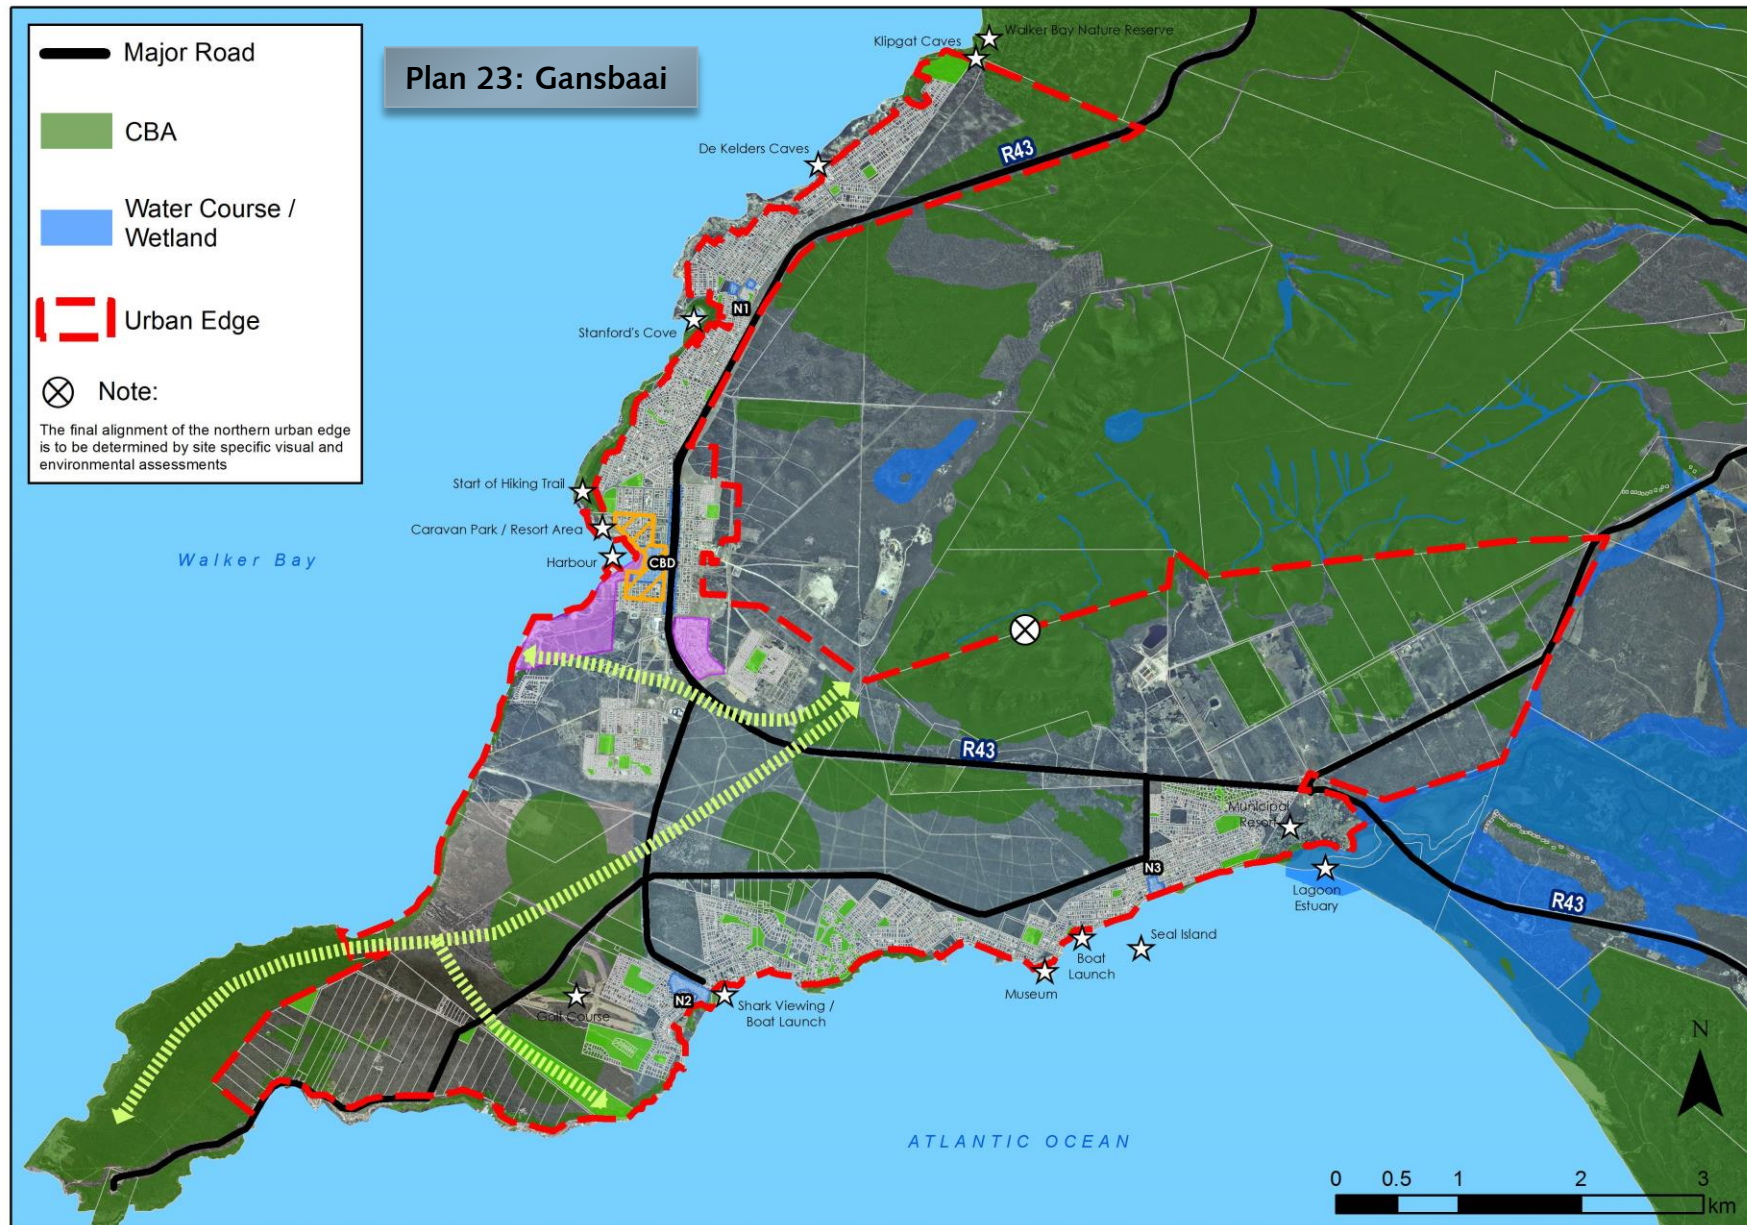 Major Road
CBA
Water Course /
Wetland
Urban Edge
Note:
The final alignment of the northern urban edge
is to be determined by site specific visual and
environmental assessments
Plan 23: Gansbaai
Walker Bay Nature Reserve
Klipgat Caves
De Kelders Caves
R43
Stanford's Cove
N1
Start of Hiking Trail
Caravan Park / Resort Area
Harbour
CBD
Walker Bay
R43
Municipal
Resort
N3
Lagoon
Estuary
R43
Seal Island
Boat
Launch
Museum
N2
Shark Viewing /
Boat Launch
Golf Course
ATLANTIC OCEAN
N
0 0.5 1 2 3
km